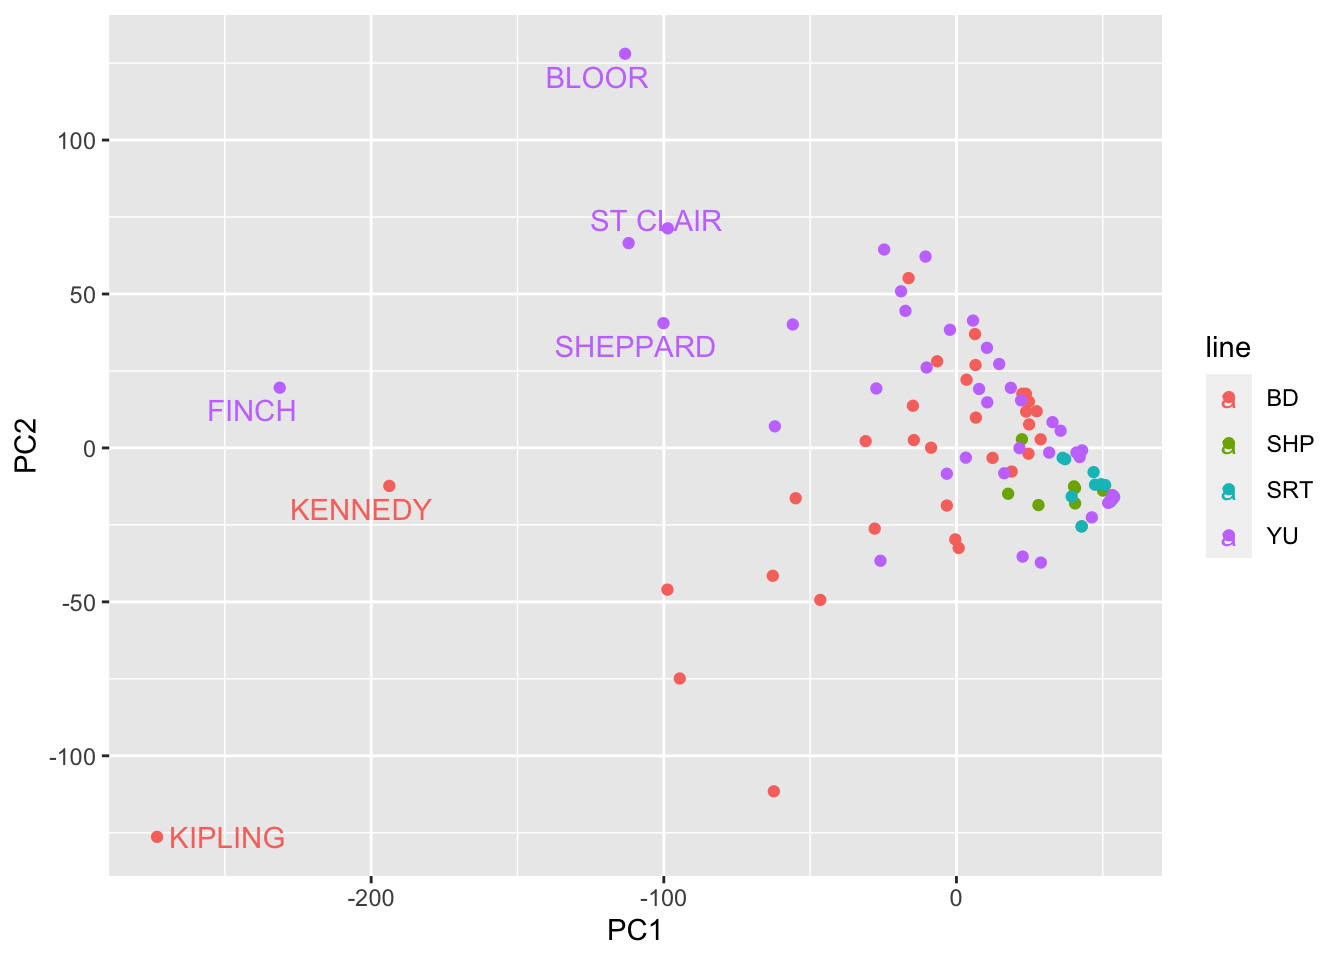 BLOOR
100
ST CLAIR
50
SHEPPARD
FINCH
0
KENNEDY
-50
-100
KIPLING
-200
-100
0
PC1
PC2
line
a BD
a SHP
a SRT
a YU